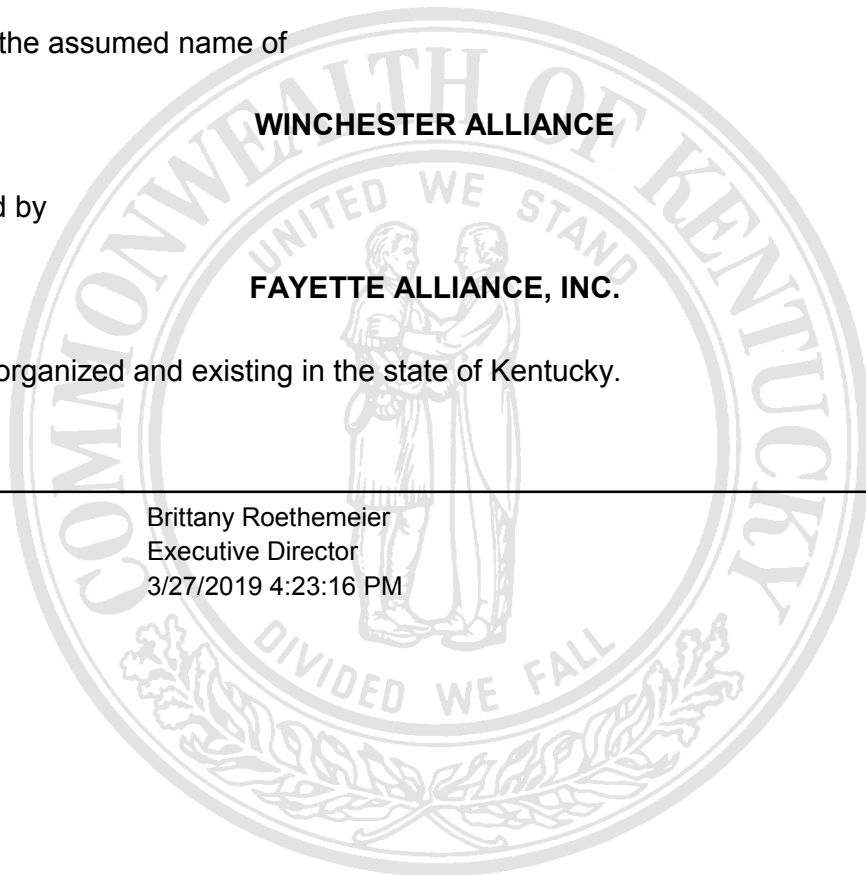 the assumed name of
WINCHESTER ALLIANCE
d by
FAYETTE ALLIANCE, INC.
organized and existing in the state of Kentucky.
Brittany Roethemeier
Executive Director
3/27/2019 4:23:16 PM
COMMONWEALTH OF KENTUCKY
UNITED WE STAND
DIVIDED WE FALL